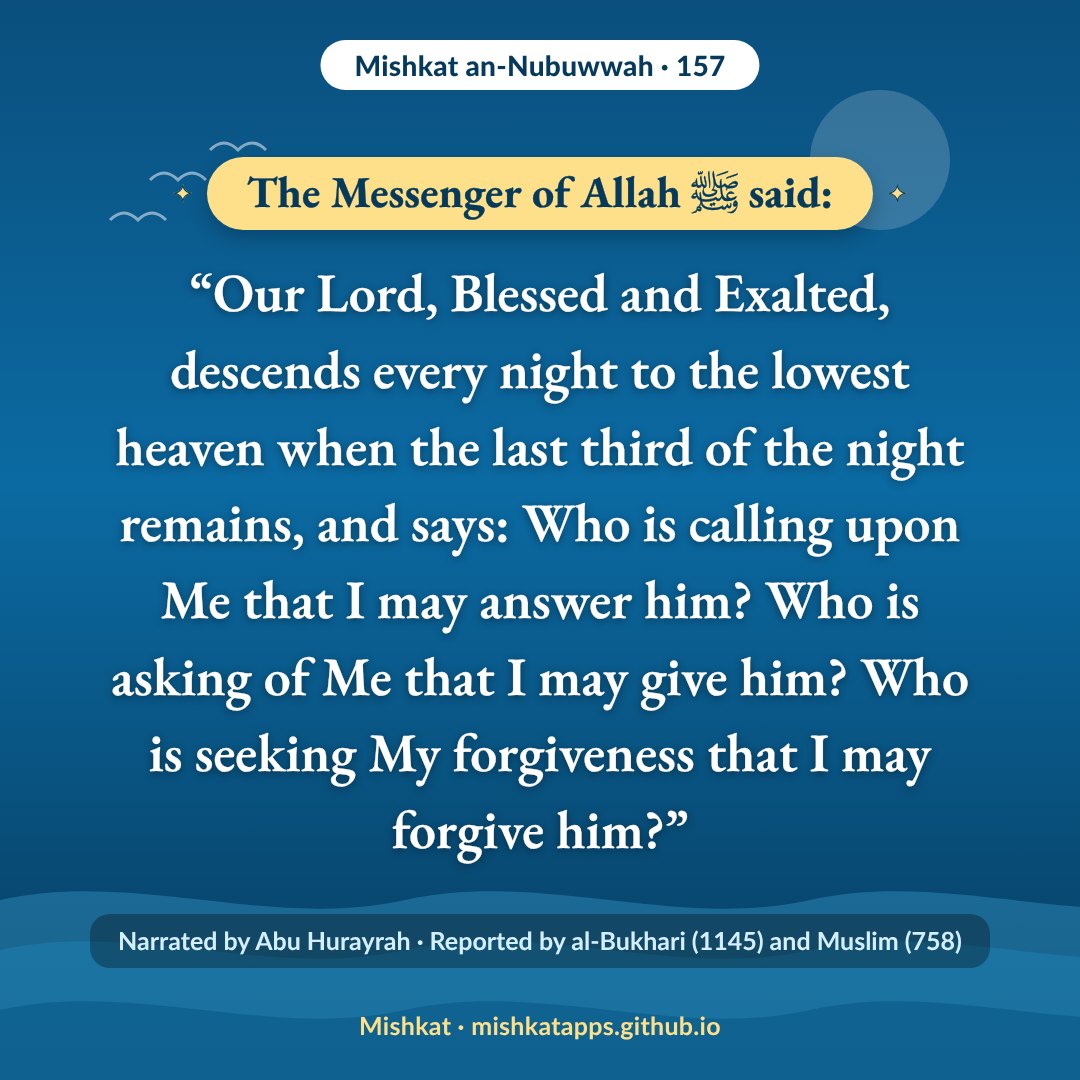 Mishkat an-Nubuwwah · 157
The Messenger of Allah ﷺ said:
“Our Lord, Blessed and Exalted,
descends every night to the lowest
heaven when the last third of the night
remains, and says: Who is calling upon
Me that I may answer him? Who is
asking of Me that I may give him? Who
is seeking My forgiveness that I may
forgive him?”
Narrated by Abu Hurayrah · Reported by al-Bukhari (1145) and Muslim (758)
Mishkat · mishkatapps.github.io